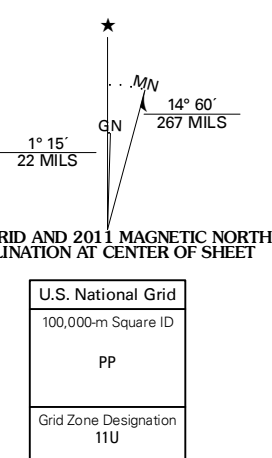 ★
MN
14° 60´
267 MILS
GN
1° 15´
22 MILS
RID AND 2011 MAGNETIC NORTH
LINATION AT CENTER OF SHEET
U.S. National Grid
100,000-m Square ID
PP
Grid Zone Designation
11U